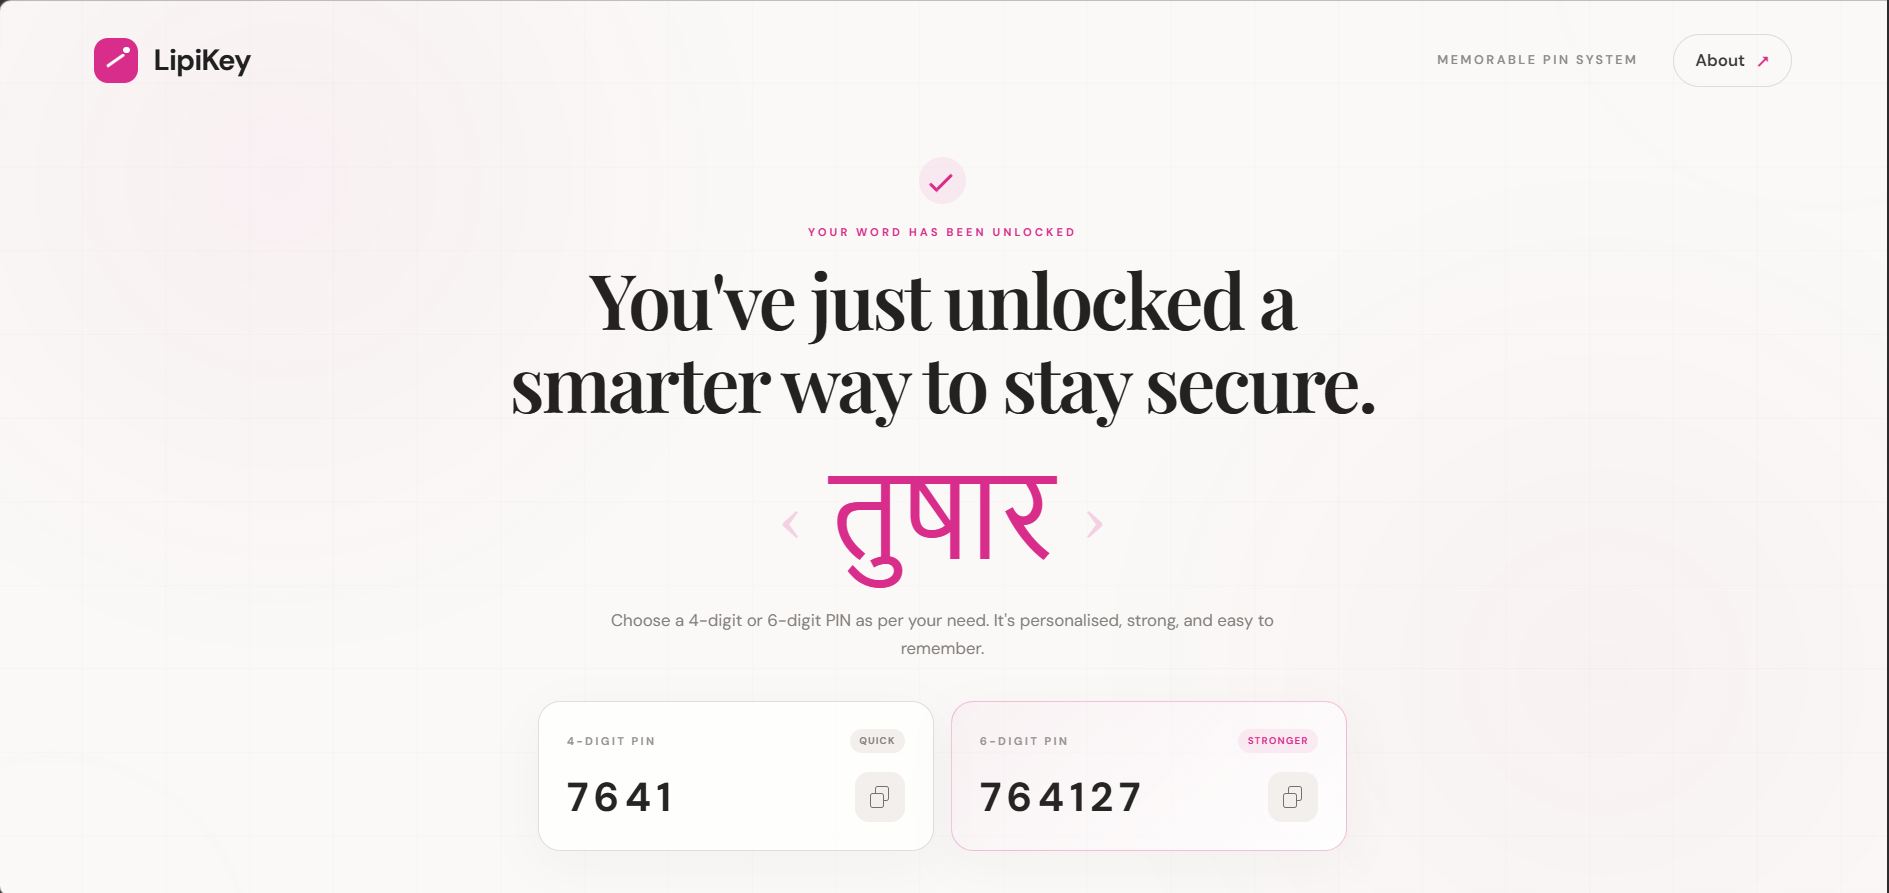 LipiKey
MEMORABLE PIN SYSTEM
About ↗
YOUR WORD HAS BEEN UNLOCKED
You've just unlocked a
smarter way to stay secure.
‹ तुषार ›
Choose a 4-digit or 6-digit PIN as per your need. It's personalised, strong, and easy to
remember.
4-DIGIT PIN
QUICK
7641
6-DIGIT PIN
STRONGER
764127